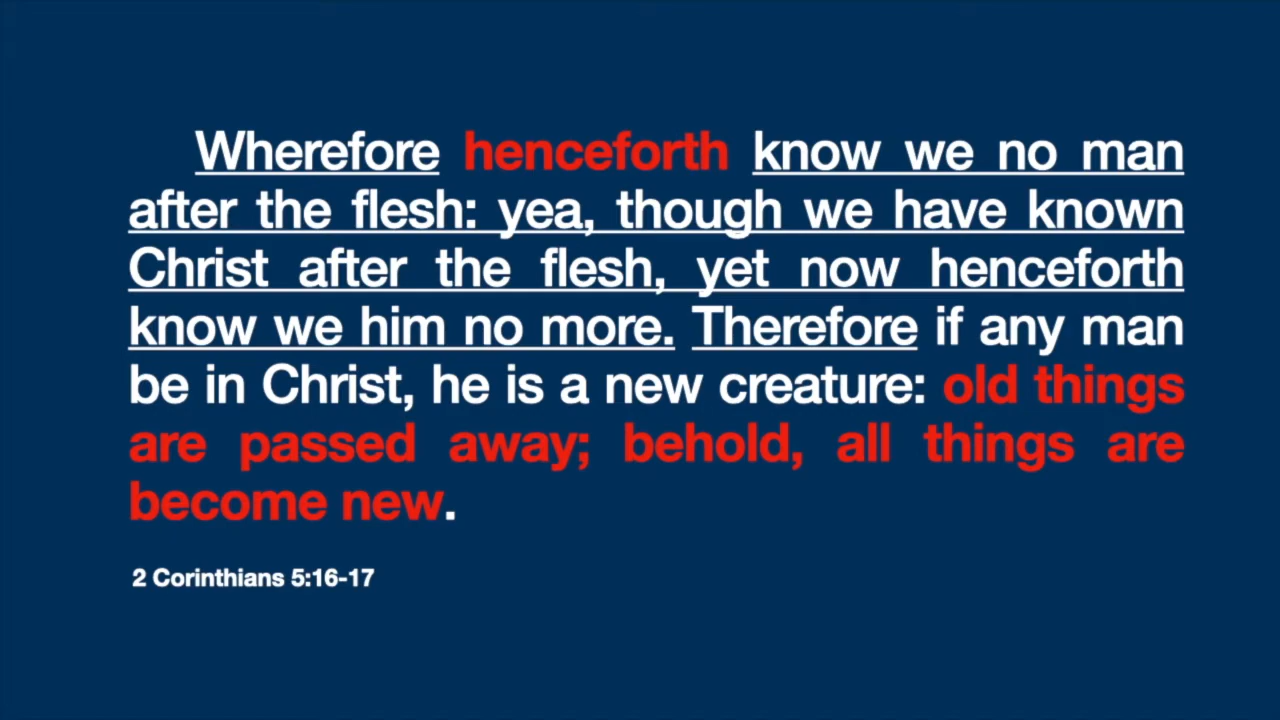 Wherefore henceforth know we no man
after the flesh: yea, though we have known
Christ after the flesh, yet now henceforth
know we him no more. Therefore if any man
be in Christ, he is a new creature: old things
are passed away; behold, all things are
become new.
2 Corinthians 5:16-17